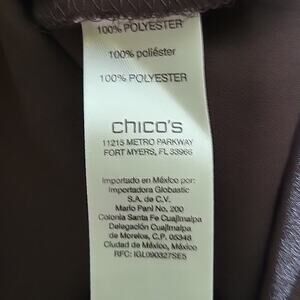 100% POLYESTER
100% poliéster
100% POLYESTER
chico's
11215 METRO PARKWAY
FORT MYERS, FL 33966
Importado en México por:
Importadora Globastic
S.A. de C.V.
Mario Pani No. 200
Colonia Santa Fe Cuajimalpa
Delegación Cuajimalpa
de Morelos, C.P. 05348
Ciudad de México, México
RFC: IGL090327SE5